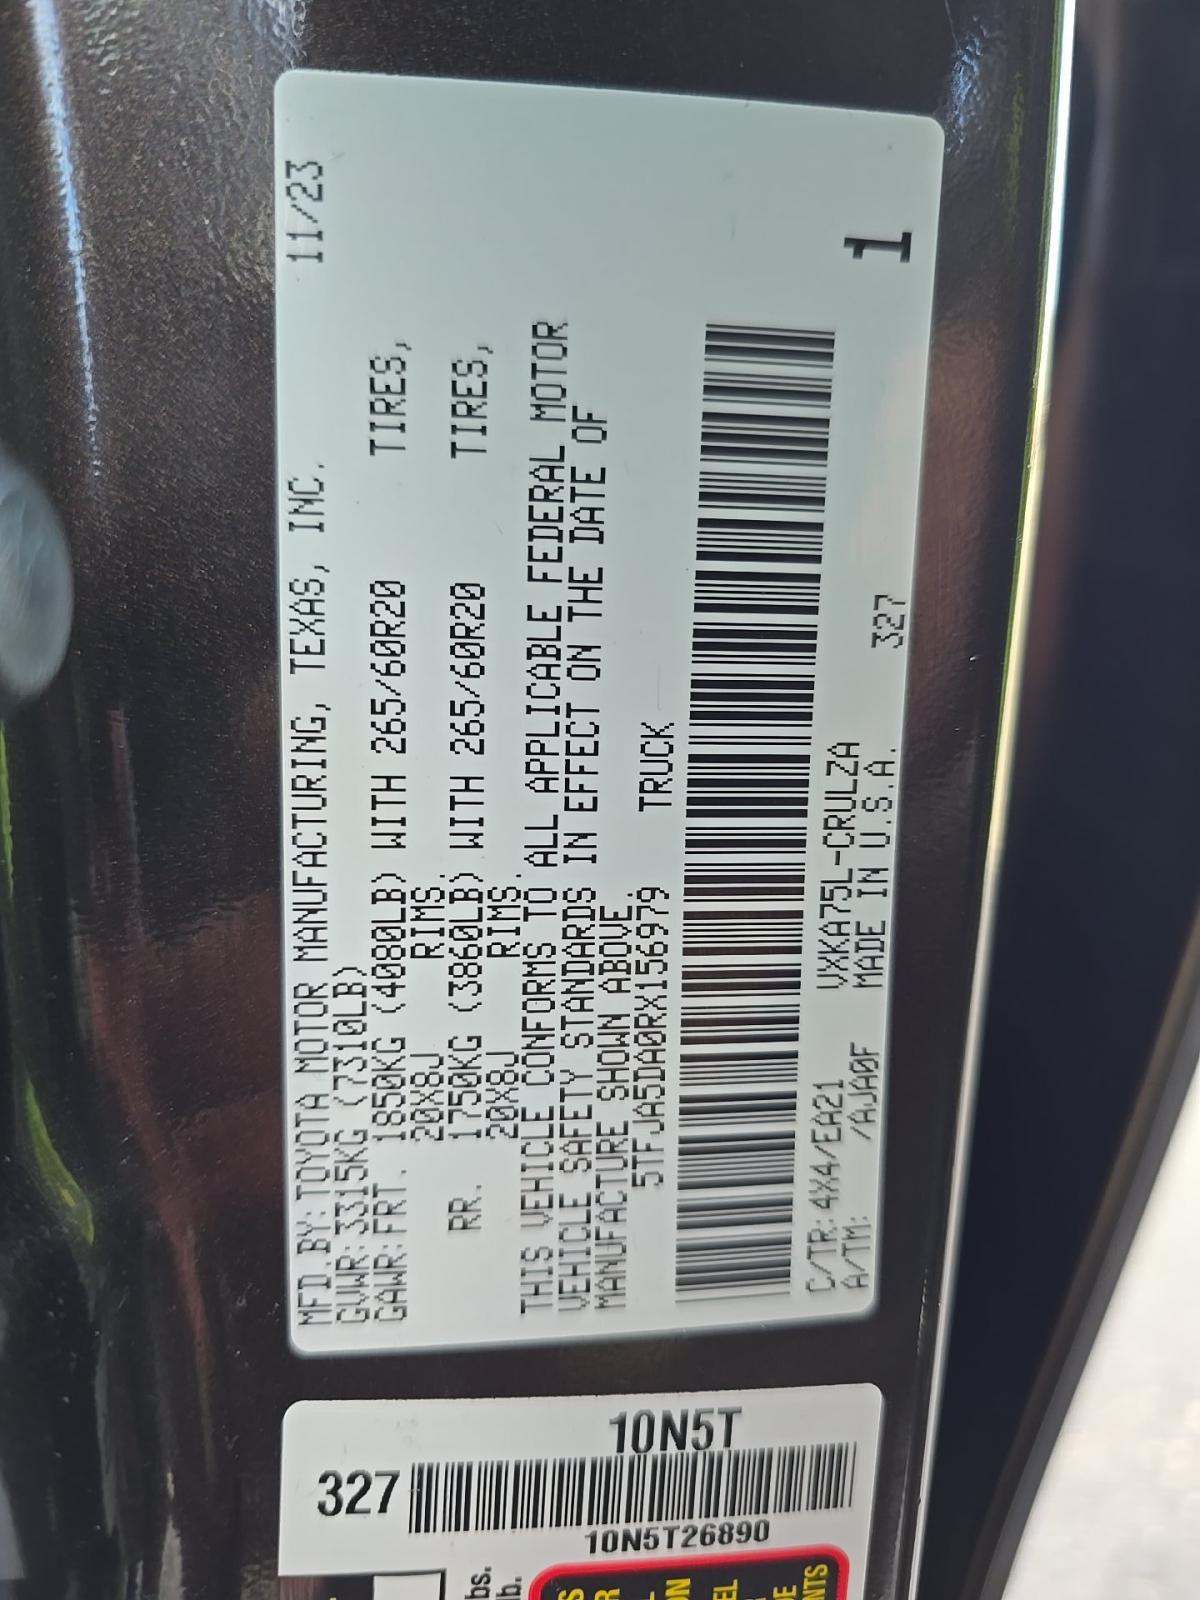 MFD.BY: TOYOTA MOTOR MANUFACTURING, TEXAS, INC. 11/23
GVWR:3315KG (7310LB)
GAWR:FRT. 1850KG (4080LB) WITH 265/60R20 TIRES,
20X8J RIMS.
RR. 1750KG (3860LB) WITH 265/60R20 TIRES,
20X8J RIMS.
THIS VEHICLE CONFORMS TO ALL APPLICABLE FEDERAL MOTOR
VEHICLE SAFETY STANDARDS IN EFFECT ON THE DATE OF
MANUFACTURE SHOWN ABOVE.
5TFJA5DA0RX156979 TRUCK
C/TR:4X4/EA21 VXKA75L-CRULZA 1
A/TM: /AJA0F MADE IN U.S.A. 327
327
10N5T
10N5T26890
bs.
lb.